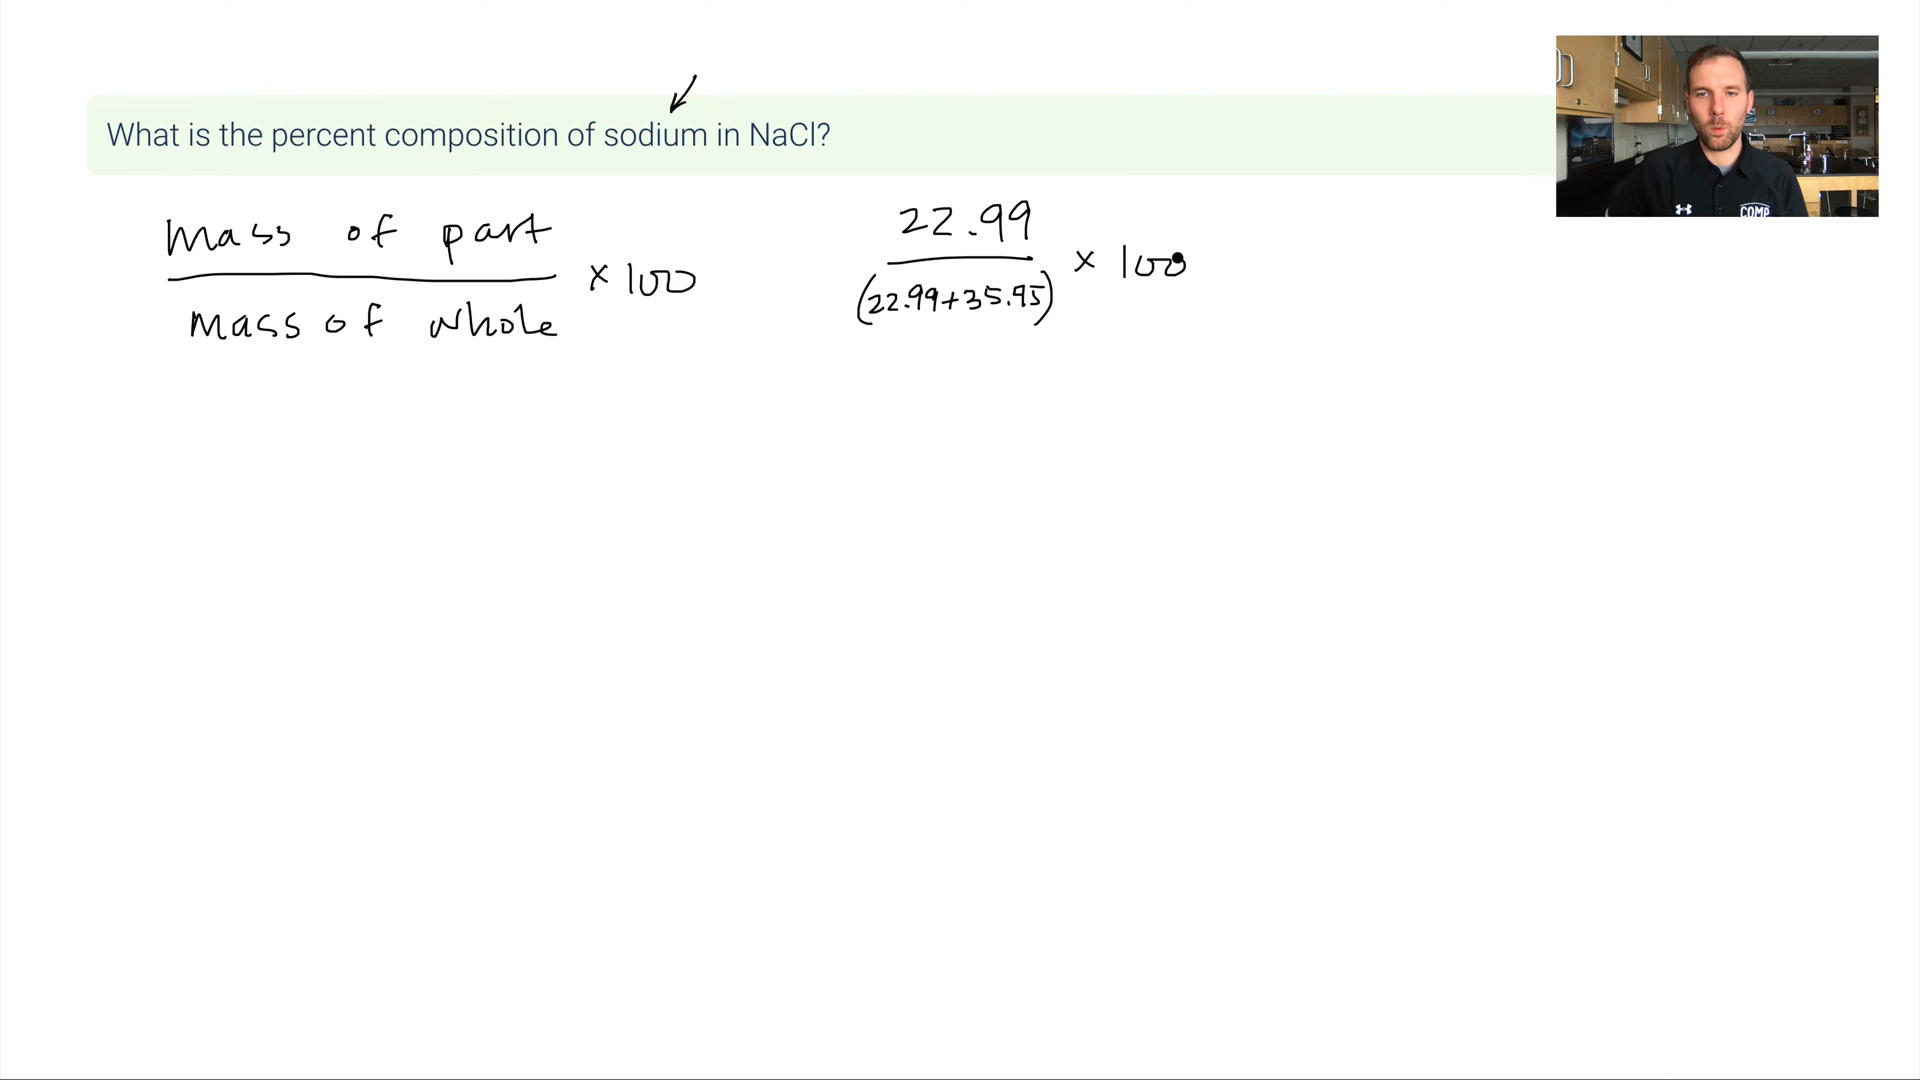 What is the percent composition of sodium in NaCl?
mass of part
mass of whole
× 100
22.99
(22.99+35.95)
× 100
COMP